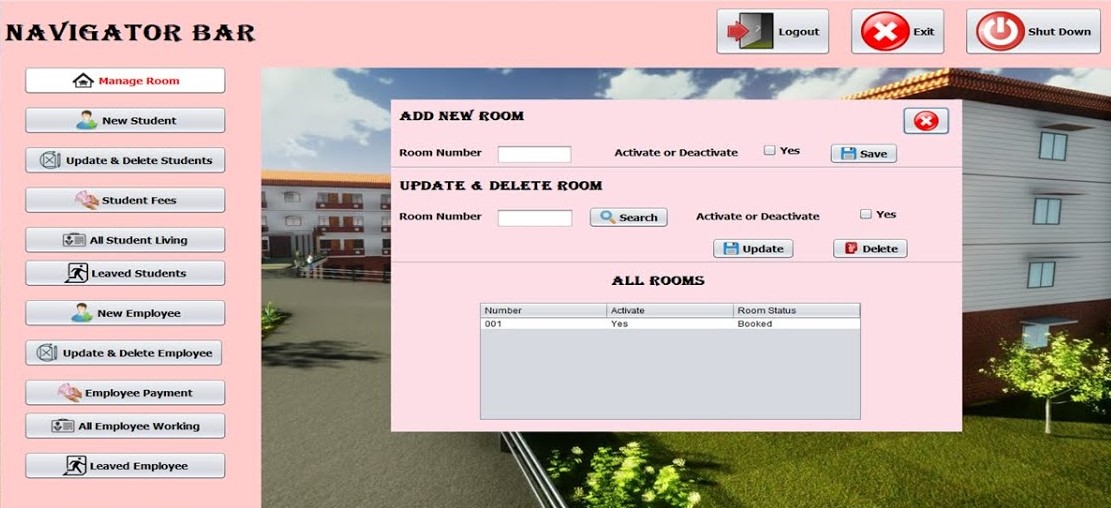 NAVIGATOR BAR
Logout
Exit
Shut Down
Manage Room
New Student
Update & Delete Students
Student Fees
All Student Living
Leaved Students
New Employee
Update & Delete Employee
Employee Payment
All Employee Working
Leaved Employee
ADD NEW ROOM
Room Number Activate or Deactivate Yes Save
UPDATE & DELETE ROOM
Room Number Search Activate or Deactivate Yes
Update Delete
ALL ROOMS
Number Activate Room Status
001 Yes Booked